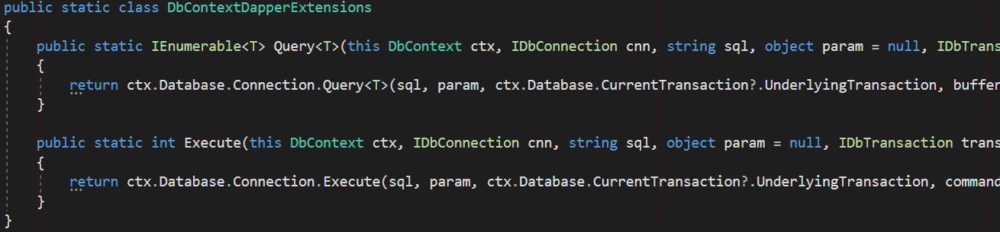 public static class DbContextDapperExtensions
{
public static IEnumerable<T> Query<T>(this DbContext ctx, IDbConnection cnn, string sql, object param = null, IDbTrans
{
return ctx.Database.Connection.Query<T>(sql, param, ctx.Database.CurrentTransaction?.UnderlyingTransaction, buffer
}
public static int Execute(this DbContext ctx, IDbConnection cnn, string sql, object param = null, IDbTransaction trans
{
return ctx.Database.Connection.Execute(sql, param, ctx.Database.CurrentTransaction?.UnderlyingTransaction, command
}
}